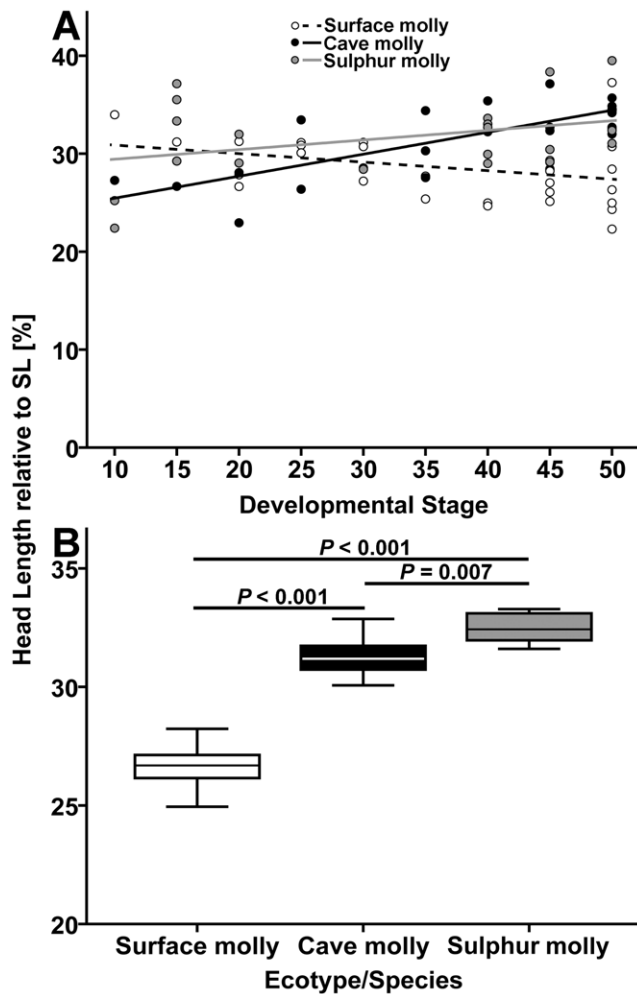 A
Surface molly
Cave molly
Sulphur molly
40
30
20
10
0
10 15 20 25 30 35 40 45 50
Developmental Stage
Head Length relative to SL [%]
B
P < 0.001
P = 0.007
P < 0.001
35
30
25
20
Surface molly Cave molly Sulphur molly
Ecotype/Species